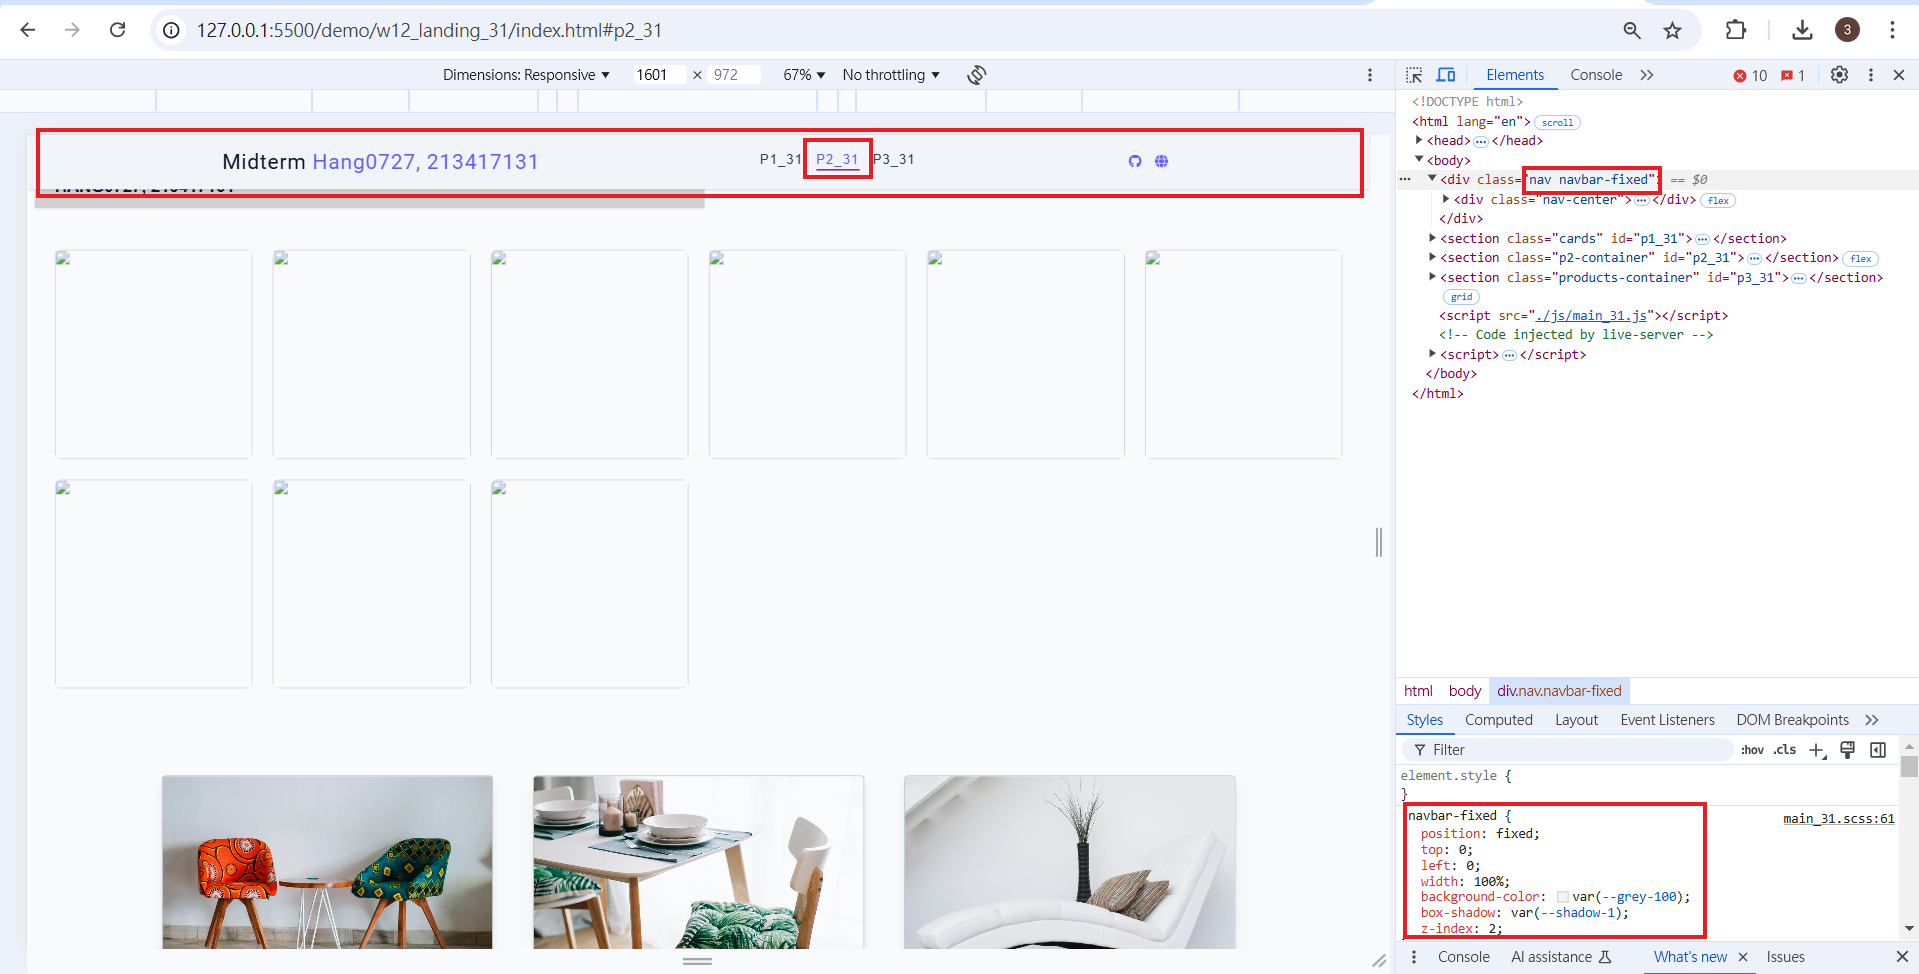 127.0.0.1:5500/demo/w12_landing_31/index.html#p2_31
3
Dimensions: Responsive ▼ 1601 × 972 67% ▼ No throttling ▼
Elements Console 10 1
Midterm Hang0727, 213417131 P1_31 P2_31 P3_31
<!DOCTYPE html>
<html lang="en"> scroll
<head> ⋯ </head>
<body>
<div class="nav navbar-fixed"> == $0
<div class="nav-center"> ⋯ </div> flex
</div>
<section class="cards" id="p1_31"> ⋯ </section>
<section class="p2-container" id="p2_31"> ⋯ </section> flex
<section class="products-container" id="p3_31"> ⋯ </section>
grid
<script src="./js/main_31.js"></script>
<!-- Code injected by live-server -->
<script> ⋯ </script>
</body>
</html>
html body div.nav.navbar-fixed
Styles Computed Layout Event Listeners DOM Breakpoints
Filter :hov .cls
element.style {
}
navbar-fixed { main_31.scss:61
position: fixed;
top: 0;
left: 0;
width: 100%;
background-color: var(--grey-100);
box-shadow: var(--shadow-1);
z-index: 2;
Console AI assistance What's new Issues